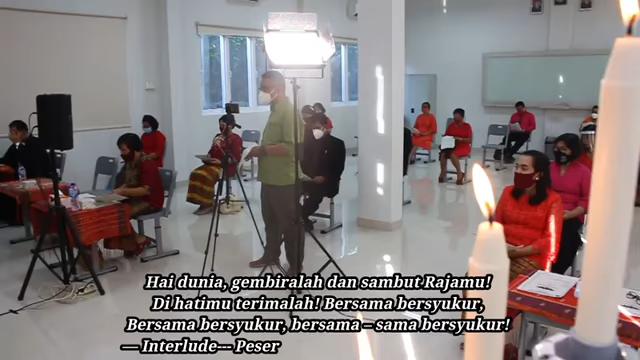 Hai dunia, gembiralah dan sambut Rajamu!
Di hatimu terimalah! Bersama bersyukur,
Bersama bersyukur, bersama – sama bersyukur!
— Interlude--- Peser